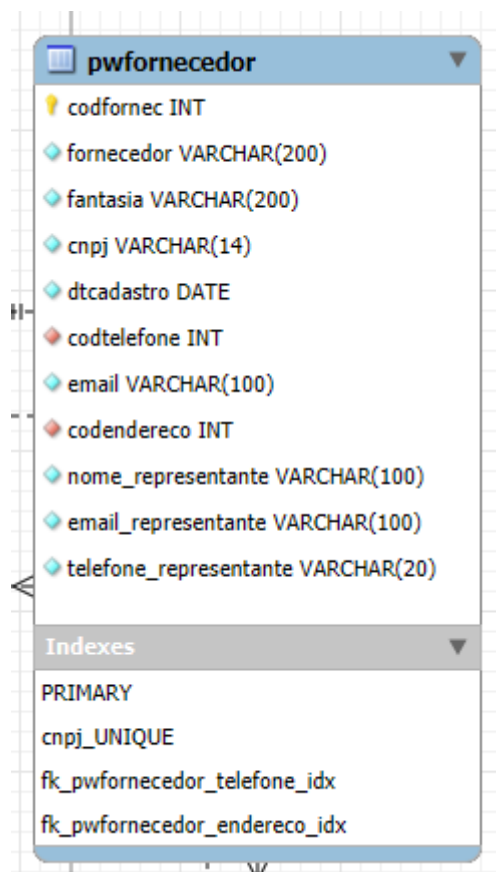 pwfornecedor
codfornec INT
fornecedor VARCHAR(200)
fantasia VARCHAR(200)
cnpj VARCHAR(14)
dtcadastro DATE
codtelefone INT
email VARCHAR(100)
codendereco INT
nome_representante VARCHAR(100)
email_representante VARCHAR(100)
telefone_representante VARCHAR(20)
Indexes
PRIMARY
cnpj_UNIQUE
fk_pwfornecedor_telefone_idx
fk_pwfornecedor_endereco_idx